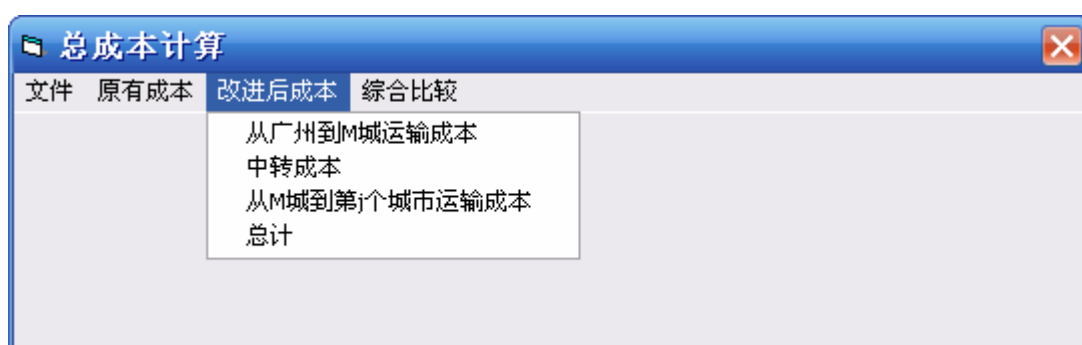 总成本计算
文件 原有成本 改进后成本 综合比较
从广州到M城运输成本
中转成本
从M城到第j个城市运输成本
总计